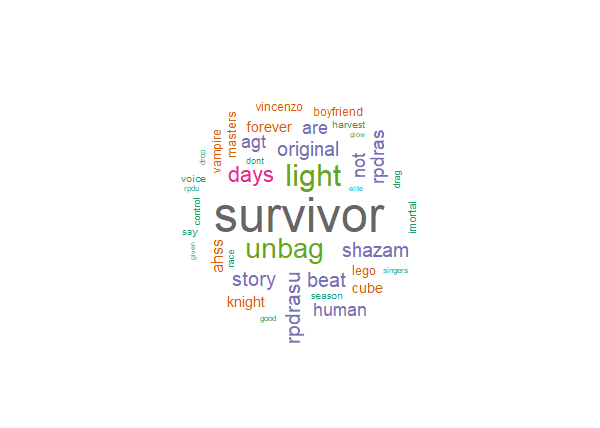 vincenzo
boyfriend
masters
forever
are
harvest
glow
vampire
agt
original
not
rpdras
drop
dont
voice
days
light
drag
rpdu
elite
control
survivor
imortal
say
given
ahss
race
unbag
shazam
story
rpdrasu
beat
lego
singers
cube
knight
season
human
good